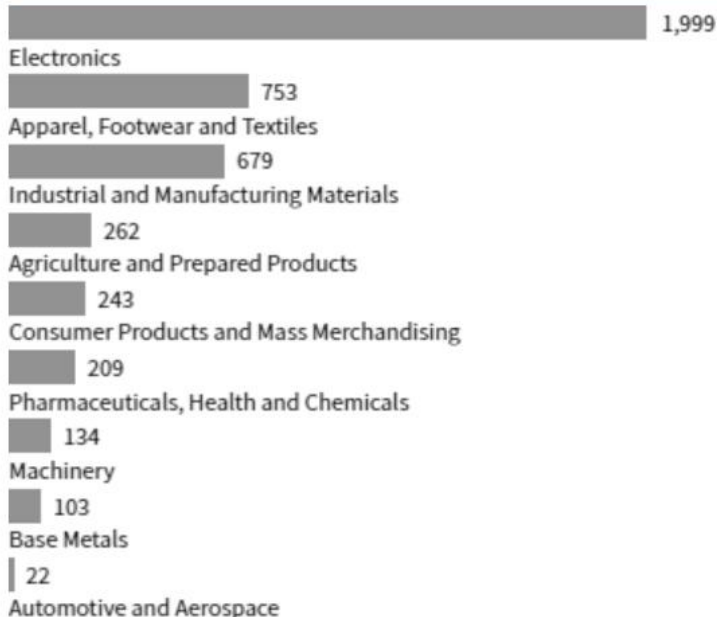 1,999
Electronics
753
Apparel, Footwear and Textiles
679
Industrial and Manufacturing Materials
262
Agriculture and Prepared Products
243
Consumer Products and Mass Merchandising
209
Pharmaceuticals, Health and Chemicals
134
Machinery
103
Base Metals
22
Automotive and Aerospace